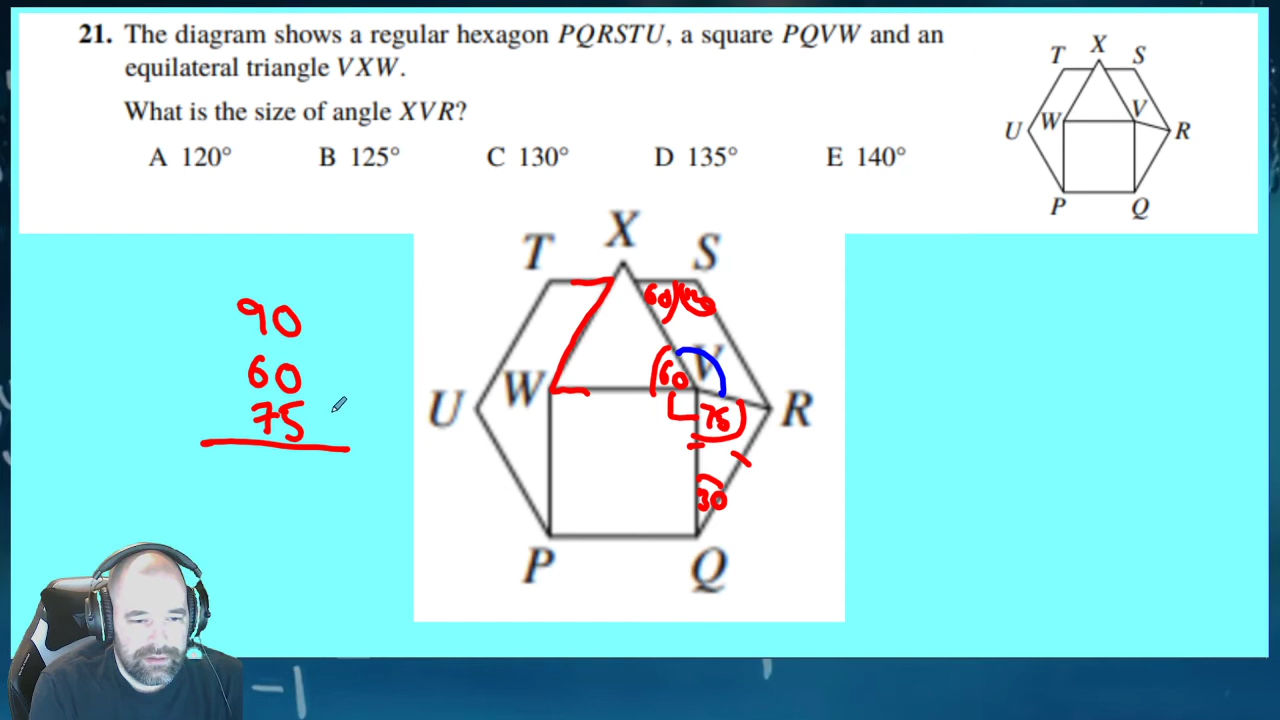 21. The diagram shows a regular hexagon PQRSTU, a square PQVW and an
equilateral triangle VXW.
What is the size of angle XVR?
A 120° B 125° C 130° D 135° E 140°
T X S
U W V R
P Q
T X S
60
90
60
75
60 V
U W 75 R
30
P Q
-1